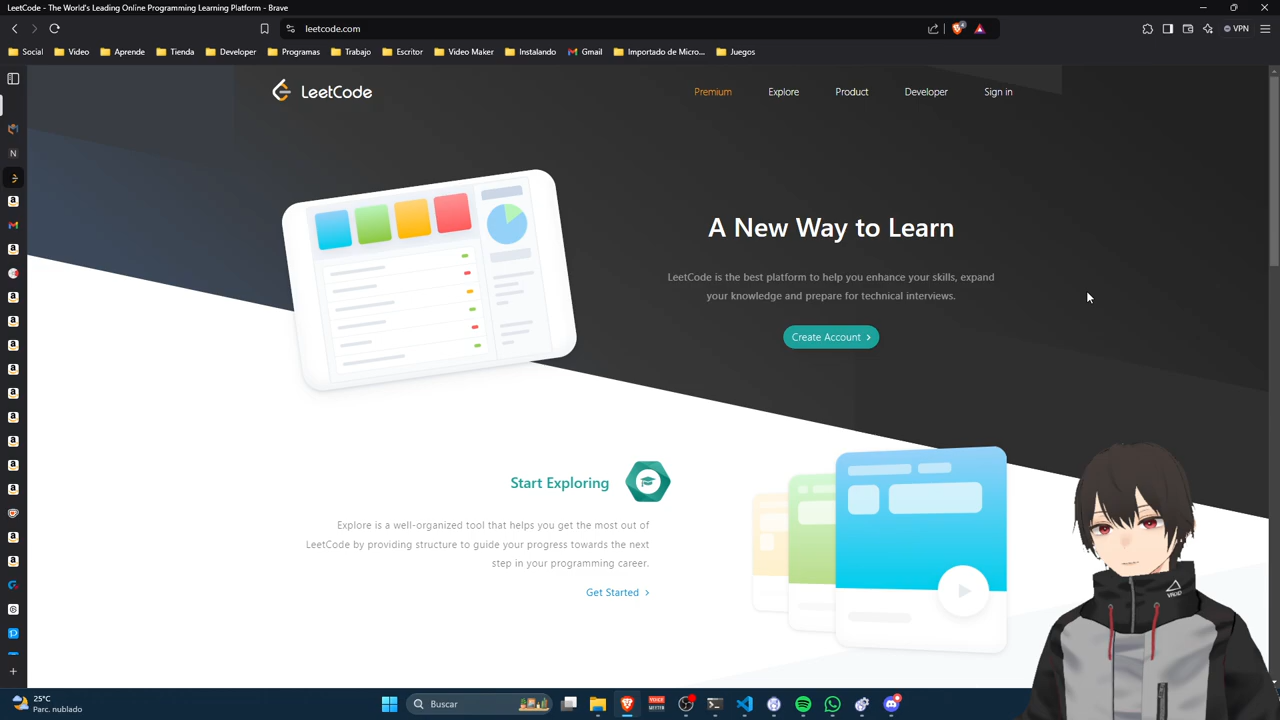 LeetCode - The World's Leading Online Programming Learning Platform - Brave
leetcode.com
VPN
Social
Video
Aprende
Tienda
Developer
Programas
Trabajo
Escritor
Video Maker
Instalando
Gmail
Importado de Micro...
Juegos
LeetCode
Premium
Explore
Product
Developer
Sign in
A New Way to Learn
LeetCode is the best platform to help you enhance your skills, expand
your knowledge and prepare for technical interviews.
Create Account
Start Exploring
Explore is a well-organized tool that helps you get the most out of
LeetCode by providing structure to guide your progress towards the next
step in your programming career.
Get Started
25°C
Parc. nublado
Buscar